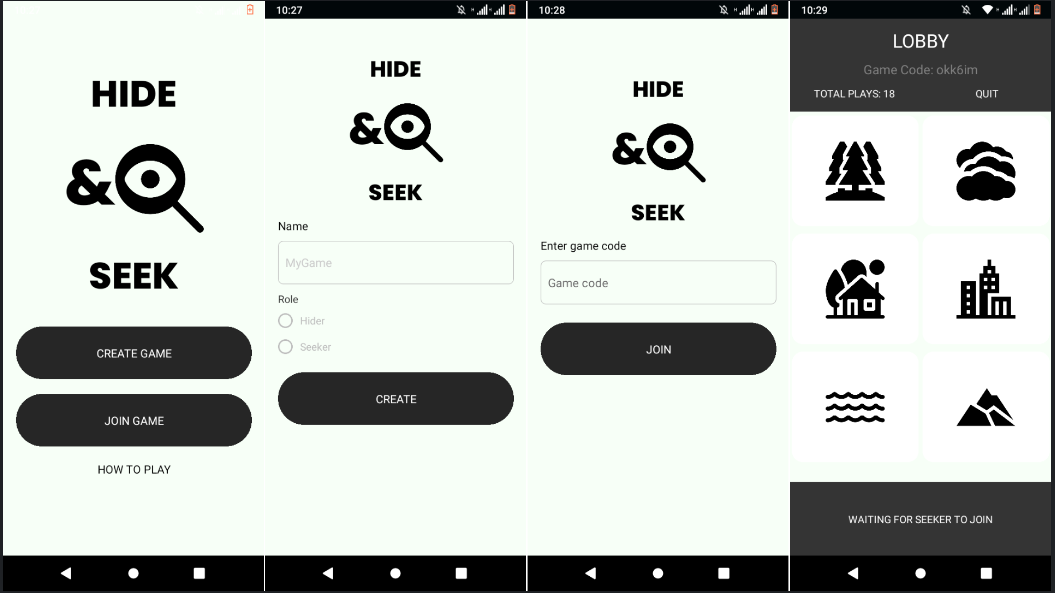 HIDE
&
SEEK
CREATE GAME
JOIN GAME
HOW TO PLAY
10:27
HIDE
&
SEEK
Name
MyGame
Role
Hider
Seeker
CREATE
10:28
HIDE
&
SEEK
Enter game code
Game code
JOIN
10:29
LOBBY
Game Code: okk6im
TOTAL PLAYS: 18
QUIT
WAITING FOR SEEKER TO JOIN